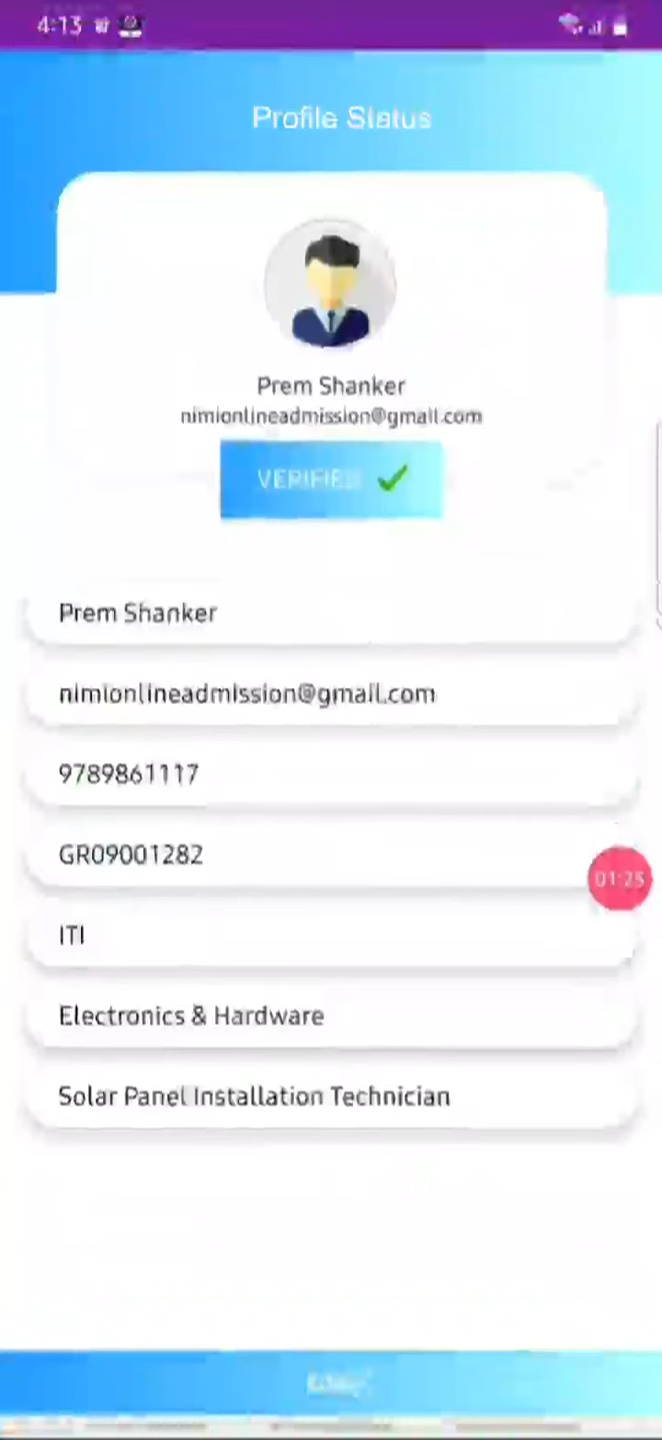 4:13
Profile Status
Prem Shanker
nimionlineadmission@gmail.com
VERIFIED
Prem Shanker
nimionlineadmission@gmail.com
9789861117
GR09001282
01:25
ITI
Electronics & Hardware
Solar Panel Installation Technician